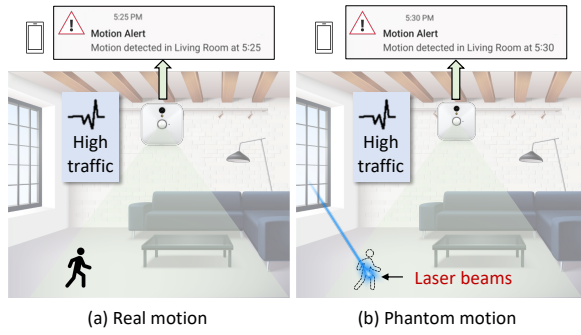 5:25 PM
Motion Alert
Motion detected in Living Room at 5:25
5:30 PM
Motion Alert
Motion detected in Living Room at 5:30
High
traffic
High
traffic
Laser beams
(a) Real motion
(b) Phantom motion